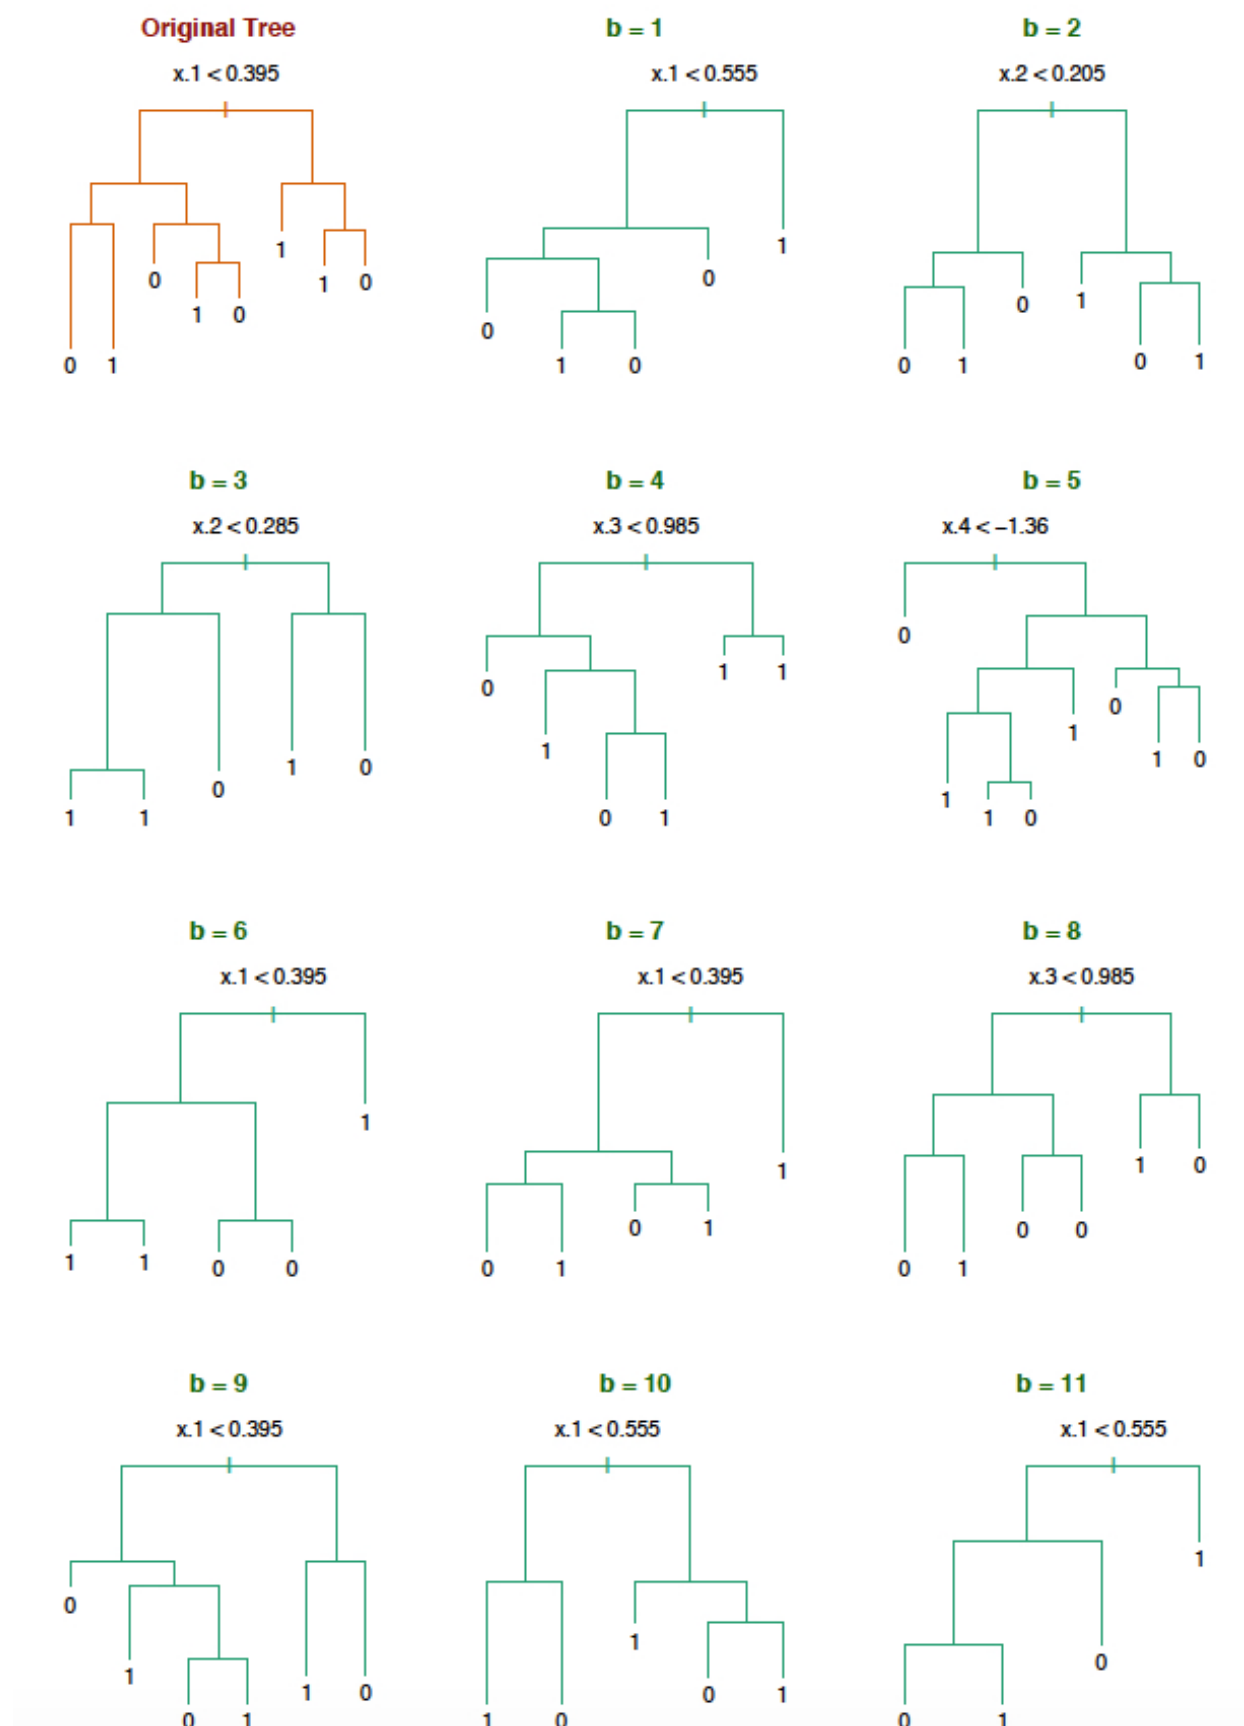 Original Tree
b = 1
b = 2
x.1 < 0.395
x.1 < 0.555
x.2 < 0.205
1
1
0
0
0
1
1
0
1
0
0
1
0
0
1
1
0
0
1
0
1
b = 3
b = 4
b = 5
x.2 < 0.285
x.3 < 0.985
x.4 < −1.36
0
0
1
1
0
1
1
0
1
0
1
0
1
1
1
0
1
1
0
b = 6
b = 7
b = 8
x.1 < 0.395
x.1 < 0.395
x.3 < 0.985
1
1
1
0
0
1
0
0
1
1
0
0
0
1
0
1
b = 9
b = 10
b = 11
x.1 < 0.395
x.1 < 0.555
x.1 < 0.555
1
0
1
0
1
1
0
0
1
0
1
1
0
0
1